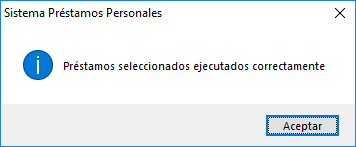 Sistema Préstamos Personales
Préstamos seleccionados ejecutados correctamente
Aceptar